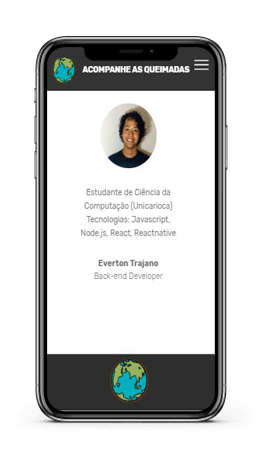 ACOMPANHE AS QUEIMADAS
Estudante de Ciência da
Computação (Unicarioca)
Tecnologias: Javascript,
Node.js, React, Reactnative
Everton Trajano
Back-end Developer